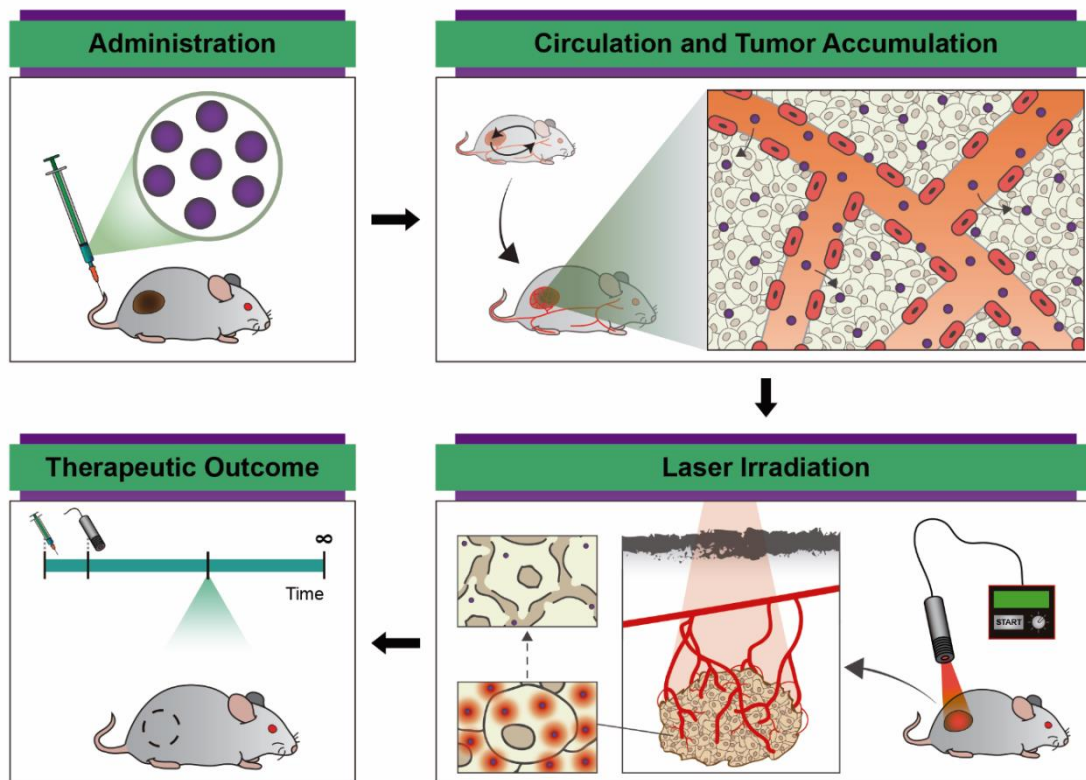 Administration
Circulation and Tumor Accumulation
Therapeutic Outcome
∞
Time
Laser Irradiation
START